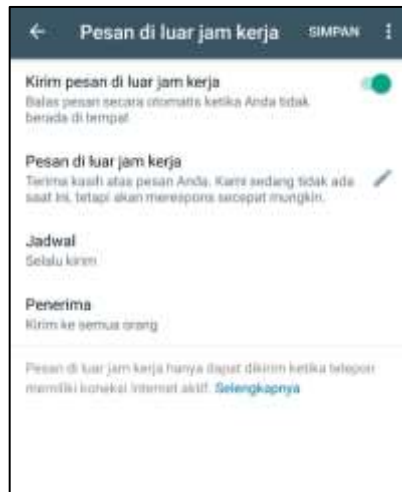 Pesan di luar jam kerja SIMPAN
Kirim pesan di luar jam kerja
Balas pesan secara otomatis ketika Anda tidak
berada di tempat
Pesan di luar jam kerja
Terima kasih atas pesan Anda. Kami sedang tidak ada
saat ini, tetapi akan merespons secepat mungkin.
Jadwal
Selalu kirim
Penerima
Kirim ke semua orang
Pesan di luar jam kerja hanya dapat dikirim ketika telepon
memiliki koneksi internet aktif. Selengkapnya